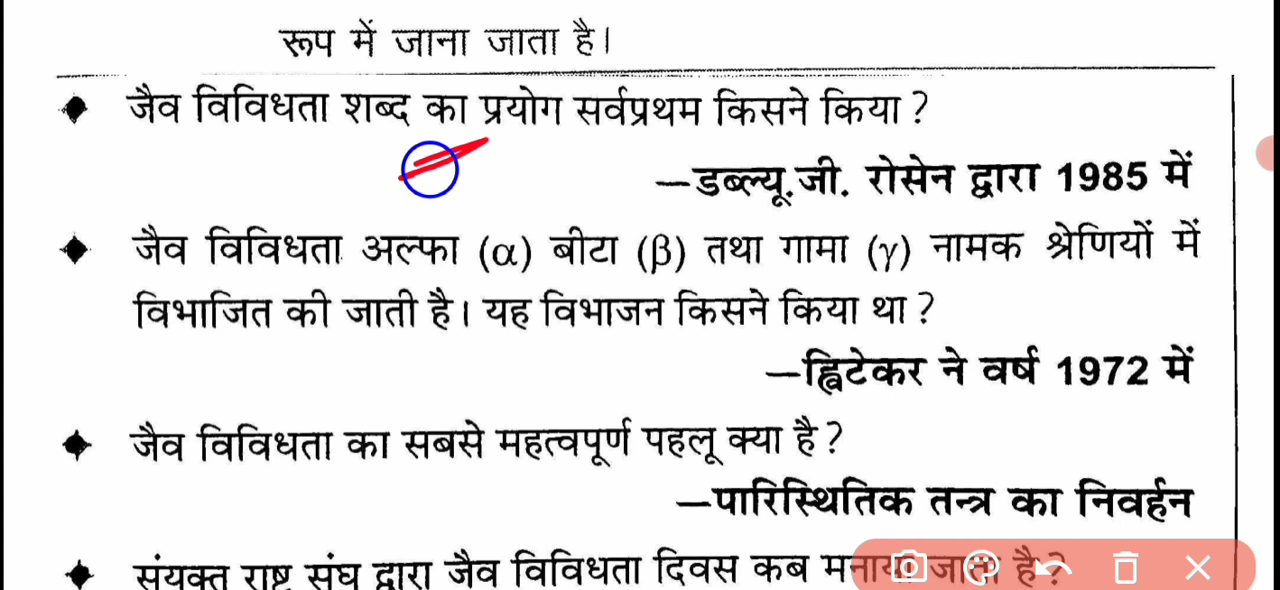 रूप में जाना जाता है।
जैव विविधता शब्द का प्रयोग सर्वप्रथम किसने किया ?
—डब्ल्यू.जी. रोसेन द्वारा 1985 में
जैव विविधता अल्फा (α) बीटा (β) तथा गामा (γ) नामक श्रेणियों में
विभाजित की जाती है। यह विभाजन किसने किया था ?
—ह्विटेकर ने वर्ष 1972 में
जैव विविधता का सबसे महत्वपूर्ण पहलू क्या है ?
—पारिस्थितिक तन्त्र का निवर्हन
संयुक्त राष्ट्र संघ द्वारा जैव विविधता दिवस कब मनाया जाता है ?